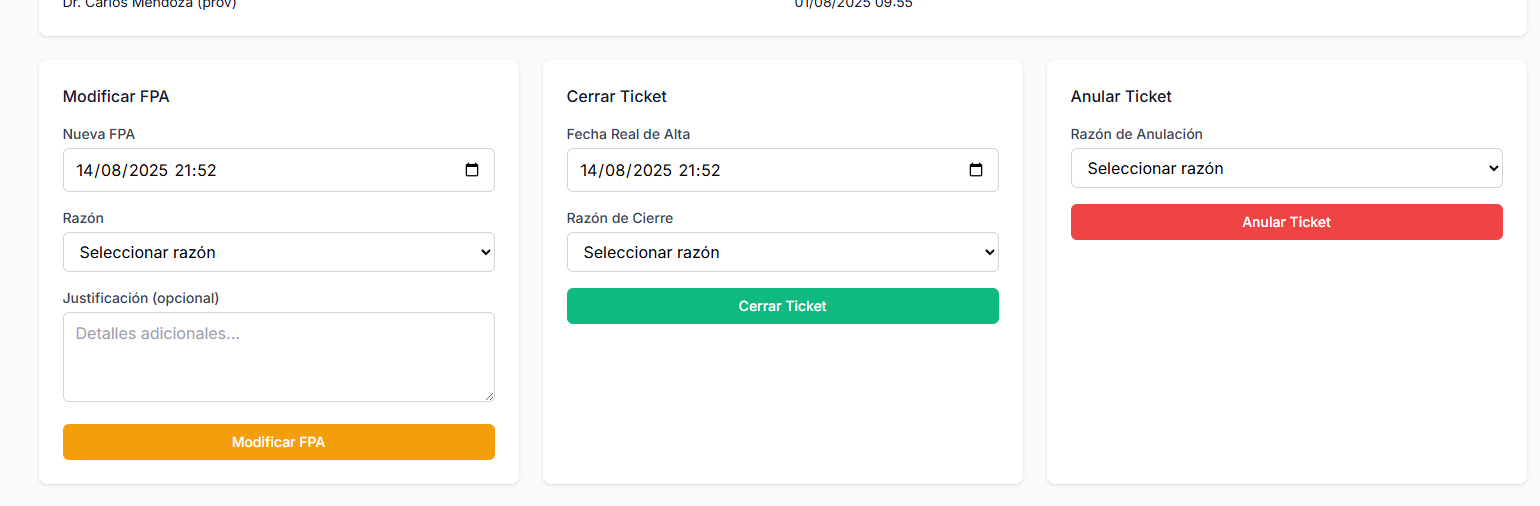 Dr. Carlos Mendoza (prov)
01/08/2025 09:55
Modificar FPA
Nueva FPA
14/08/2025 21:52
Razón
Seleccionar razón
Justificación (opcional)
Detalles adicionales...
Modificar FPA
Cerrar Ticket
Fecha Real de Alta
14/08/2025 21:52
Razón de Cierre
Seleccionar razón
Cerrar Ticket
Anular Ticket
Razón de Anulación
Seleccionar razón
Anular Ticket